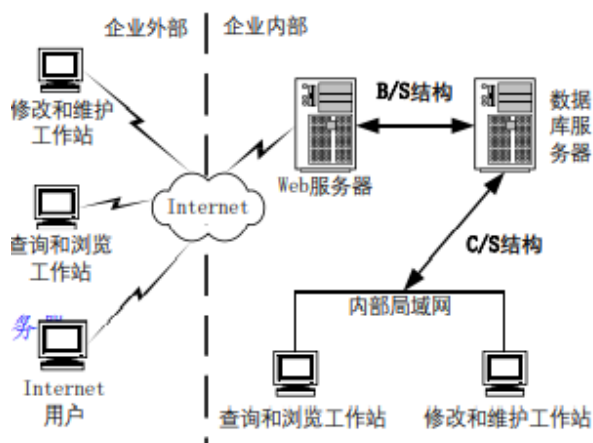 企业外部
企业内部
修改和维护
工作站
B/S结构
数据
库服
务器
Web服务器
Internet
查询和浏览
工作站
C/S结构
内部局域网
务
Internet
用户
查询和浏览工作站
修改和维护工作站